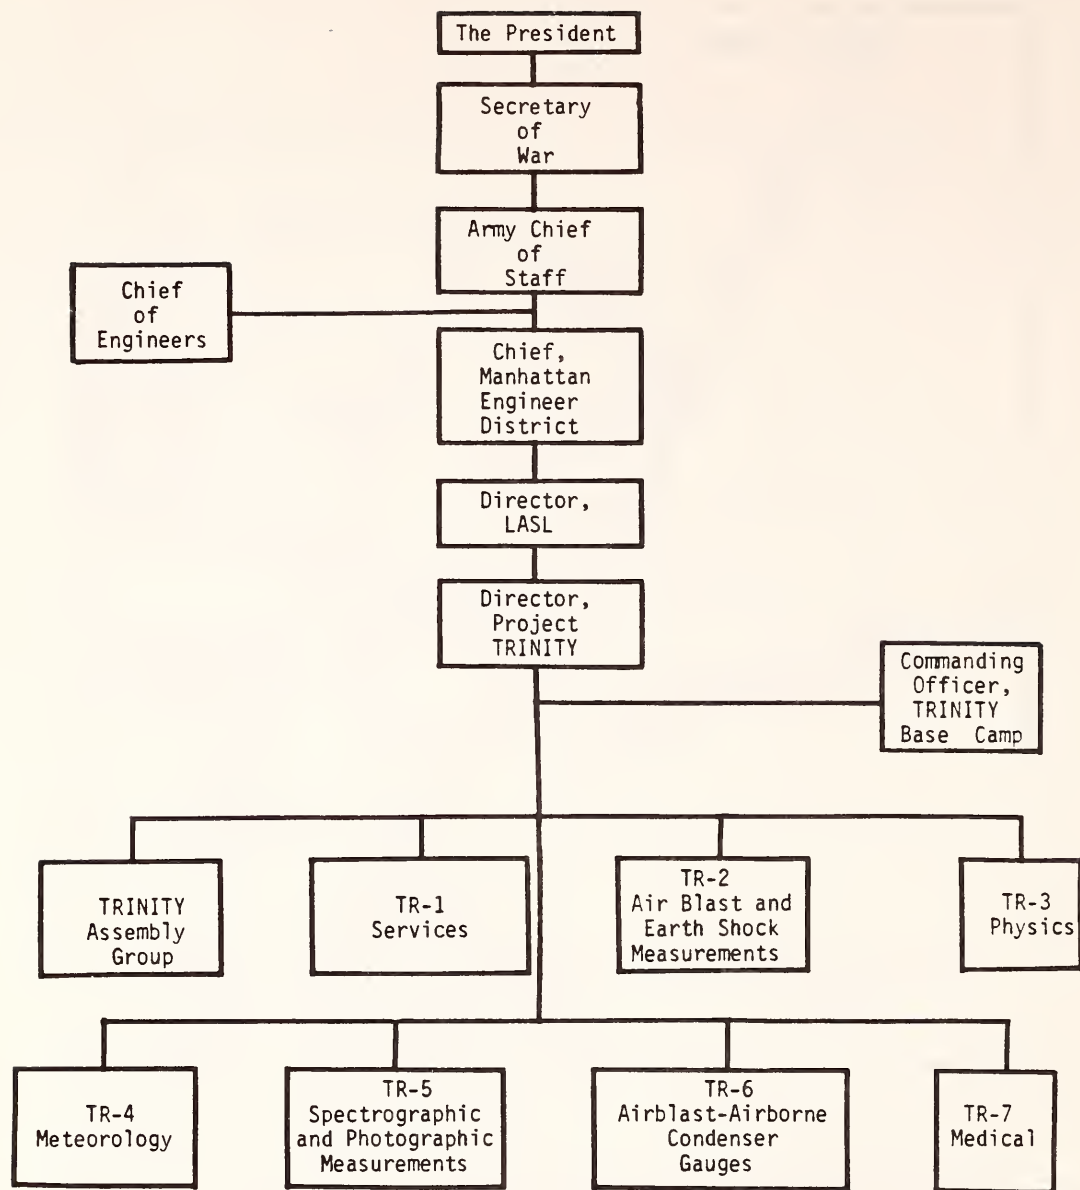 The President
Secretary
of
War
Army Chief
of
Staff
Chief
of
Engineers
Chief,
Manhattan
Engineer
District
Director,
LASL
Director,
Project
TRINITY
Commanding
Officer,
TRINITY
Base Camp
TRINITY
Assembly
Group
TR-1
Services
TR-2
Air Blast and
Earth Shock
Measurements
TR-3
Physics
TR-4
Meteorology
TR-5
Spectrographic
and Photographic
Measurements
TR-6
Airblast-Airborne
Condenser
Gauges
TR-7
Medical